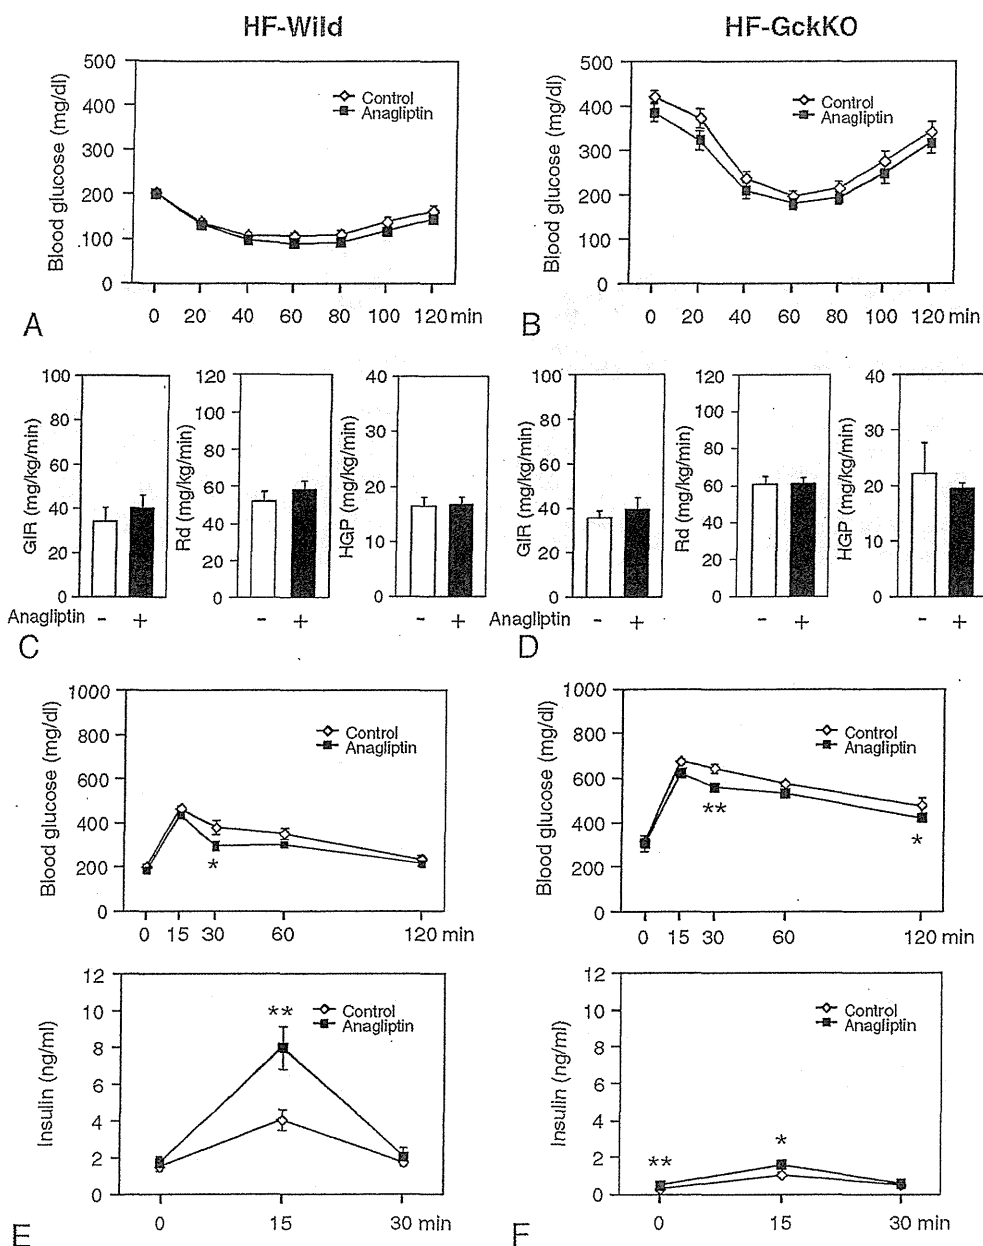 HF-Wild
HF-GckKO
Blood glucose (mg/dl)
500
400
300
200
100
0
Control
Anagliptin
0 20 40 60 80 100 120 min
A
Blood glucose (mg/dl)
500
400
300
200
100
0
Control
Anagliptin
0 20 40 60 80 100 120 min
B
GIR (mg/kg/min)
100
80
60
40
20
0
Rd (mg/kg/min)
120
100
80
60
40
20
0
HGP (mg/kg/min)
40
30
20
10
0
Anagliptin - + - + - +
C
GIR (mg/kg/min)
100
80
60
40
20
0
Rd (mg/kg/min)
120
100
80
60
40
20
0
HGP (mg/kg/min)
40
30
20
10
0
Anagliptin - + - + - +
D
Blood glucose (mg/dl)
1000
800
600
400
200
0
Control
Anagliptin
*
0 15 30 60 120 min
Blood glucose (mg/dl)
1000
800
600
400
200
0
Control
Anagliptin
**
*
0 15 30 60 120 min
Insulin (ng/ml)
12
10
8
6
4
2
0
Control
Anagliptin
**
0 15 30 min
E
Insulin (ng/ml)
12
10
8
6
4
2
0
Control
Anagliptin
**
*
0 15 30 min
F